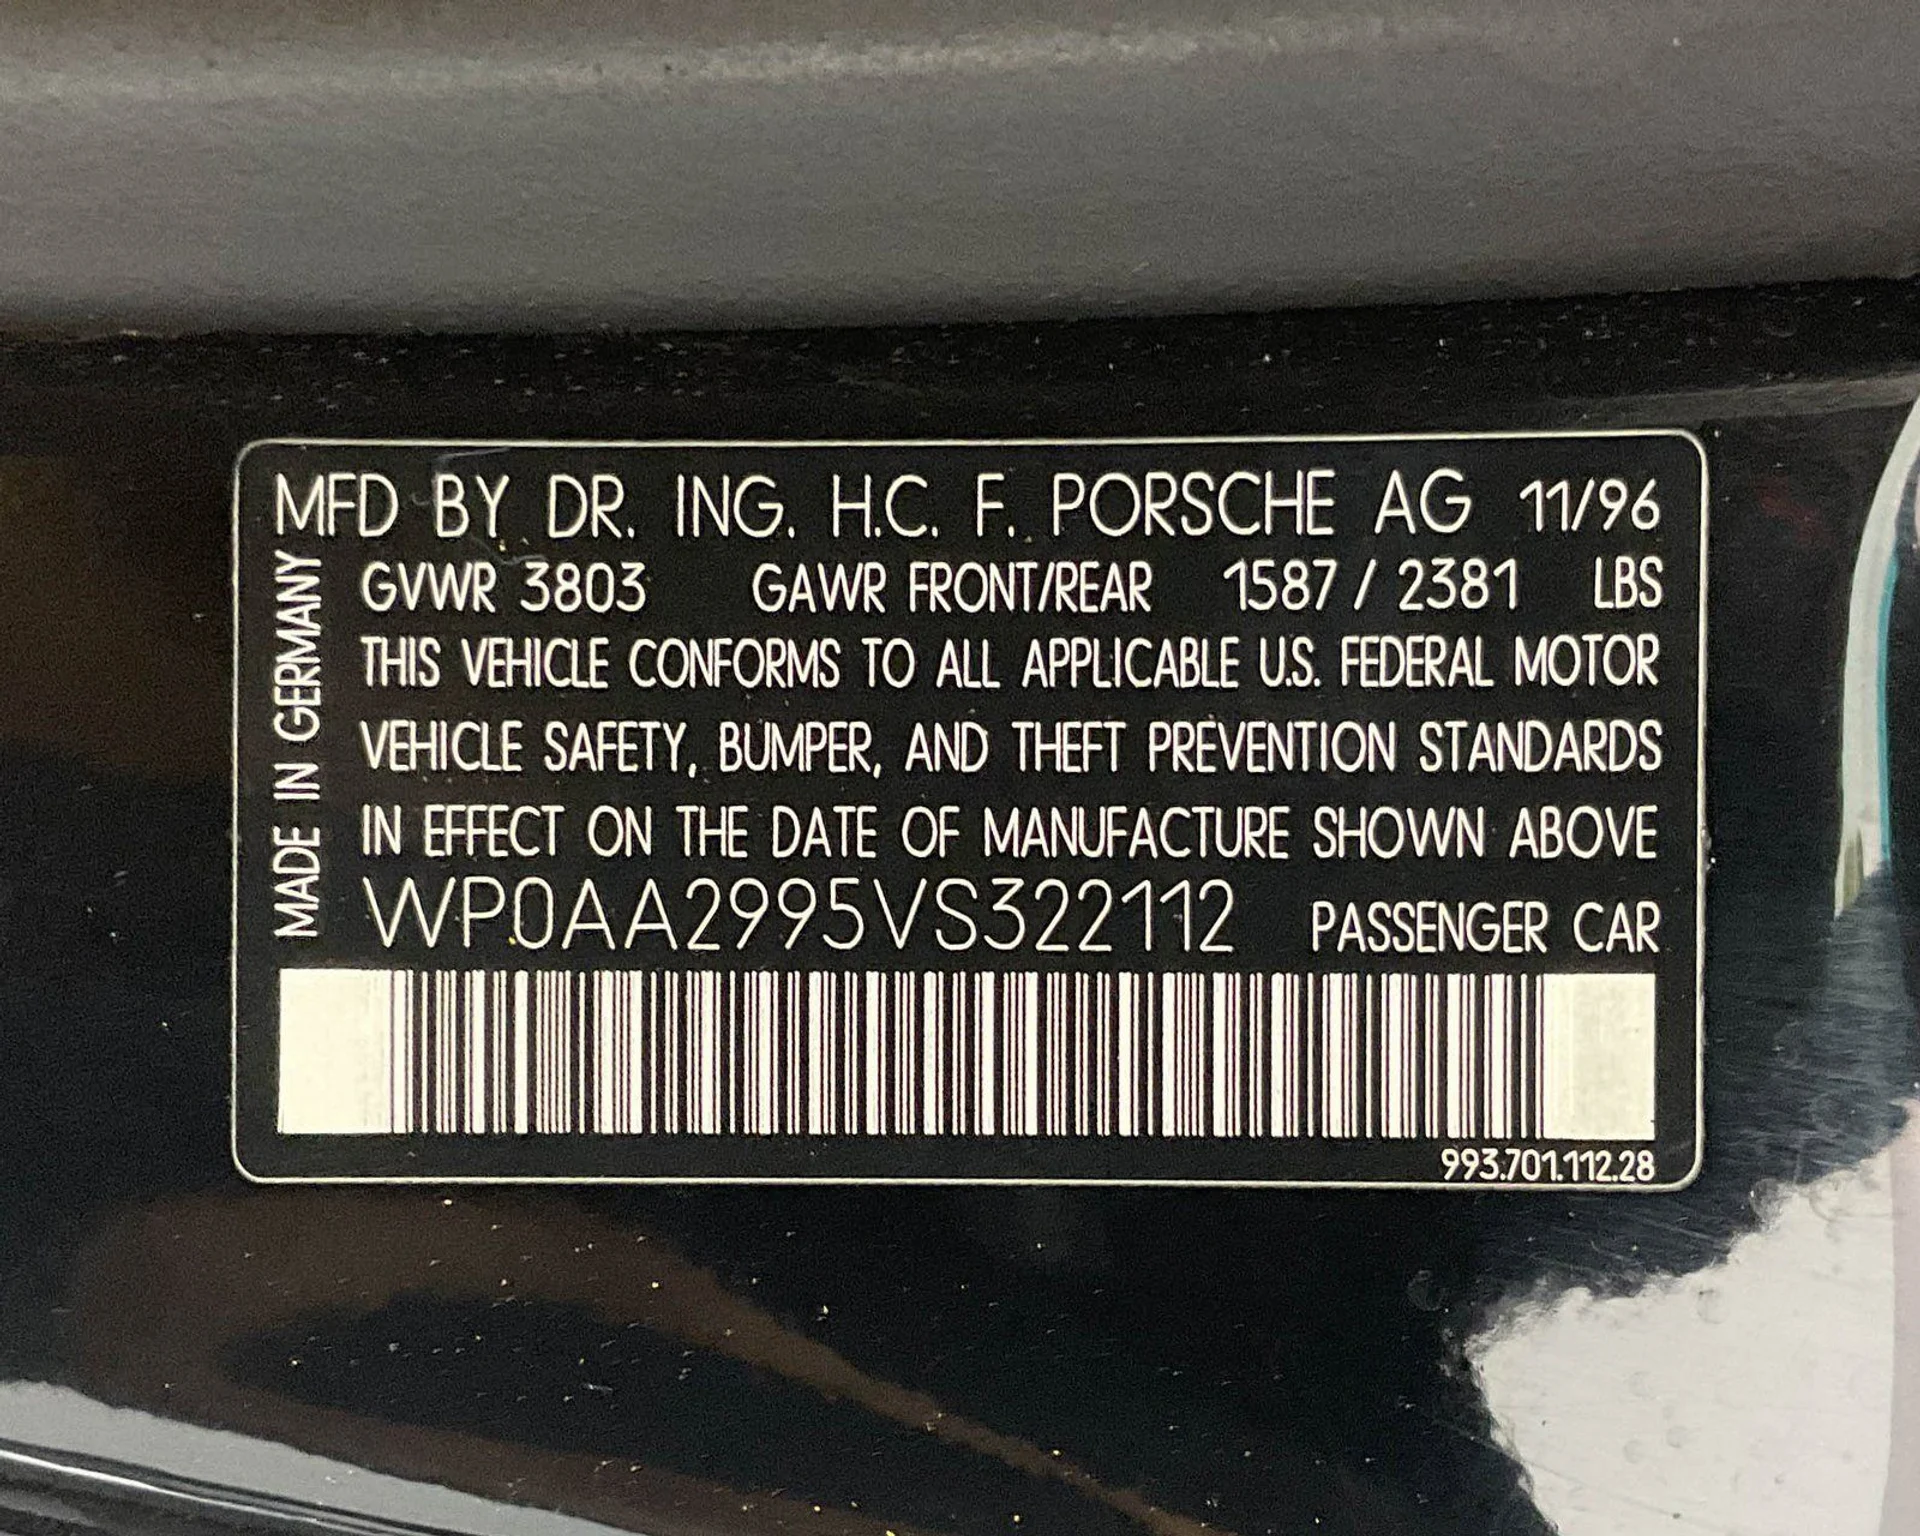 MFD BY DR. ING. H.C. F. PORSCHE AG 11/96
GVWR 3803 GAWR FRONT/REAR 1587 / 2381 LBS
THIS VEHICLE CONFORMS TO ALL APPLICABLE U.S. FEDERAL MOTOR
VEHICLE SAFETY, BUMPER, AND THEFT PREVENTION STANDARDS
IN EFFECT ON THE DATE OF MANUFACTURE SHOWN ABOVE
WP0AA2995VS322112 PASSENGER CAR
MADE IN GERMANY
993.701.112.28